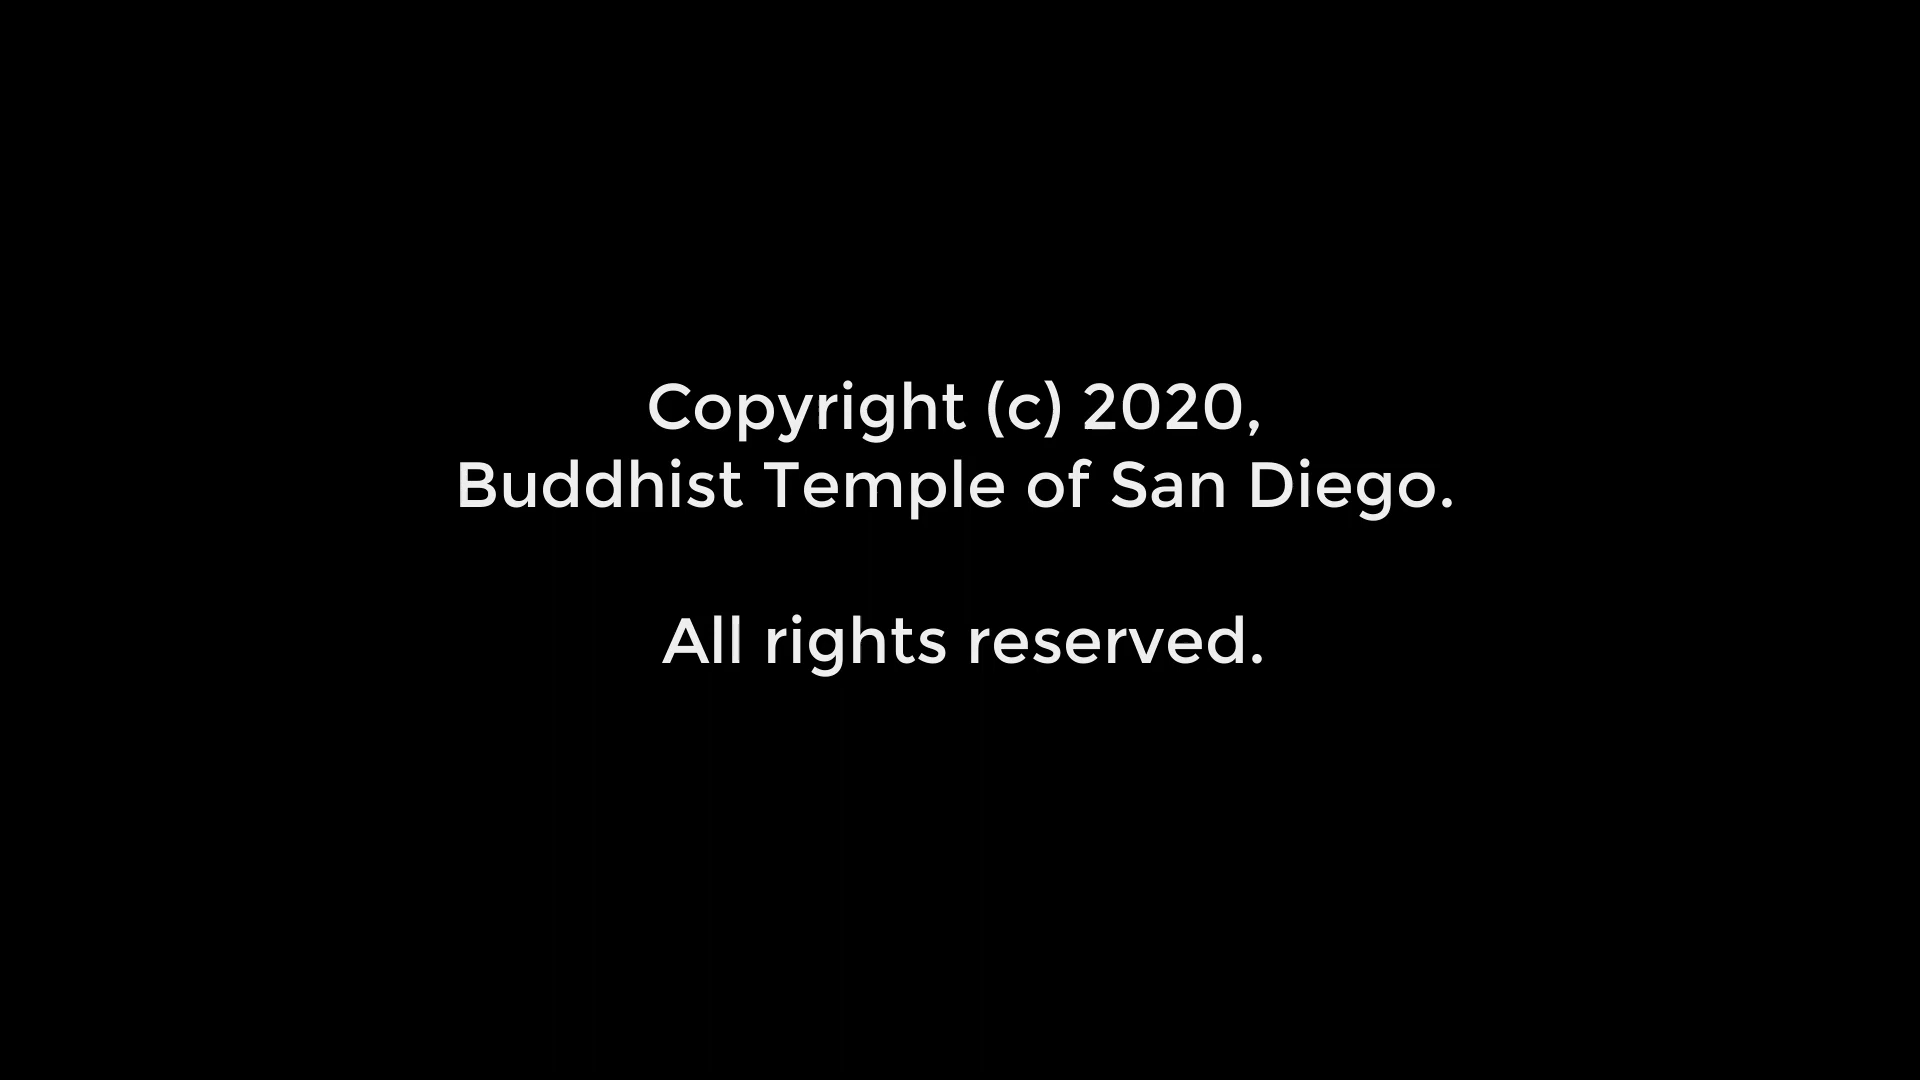 Copyright (c) 2020,
Buddhist Temple of San Diego.
All rights reserved.